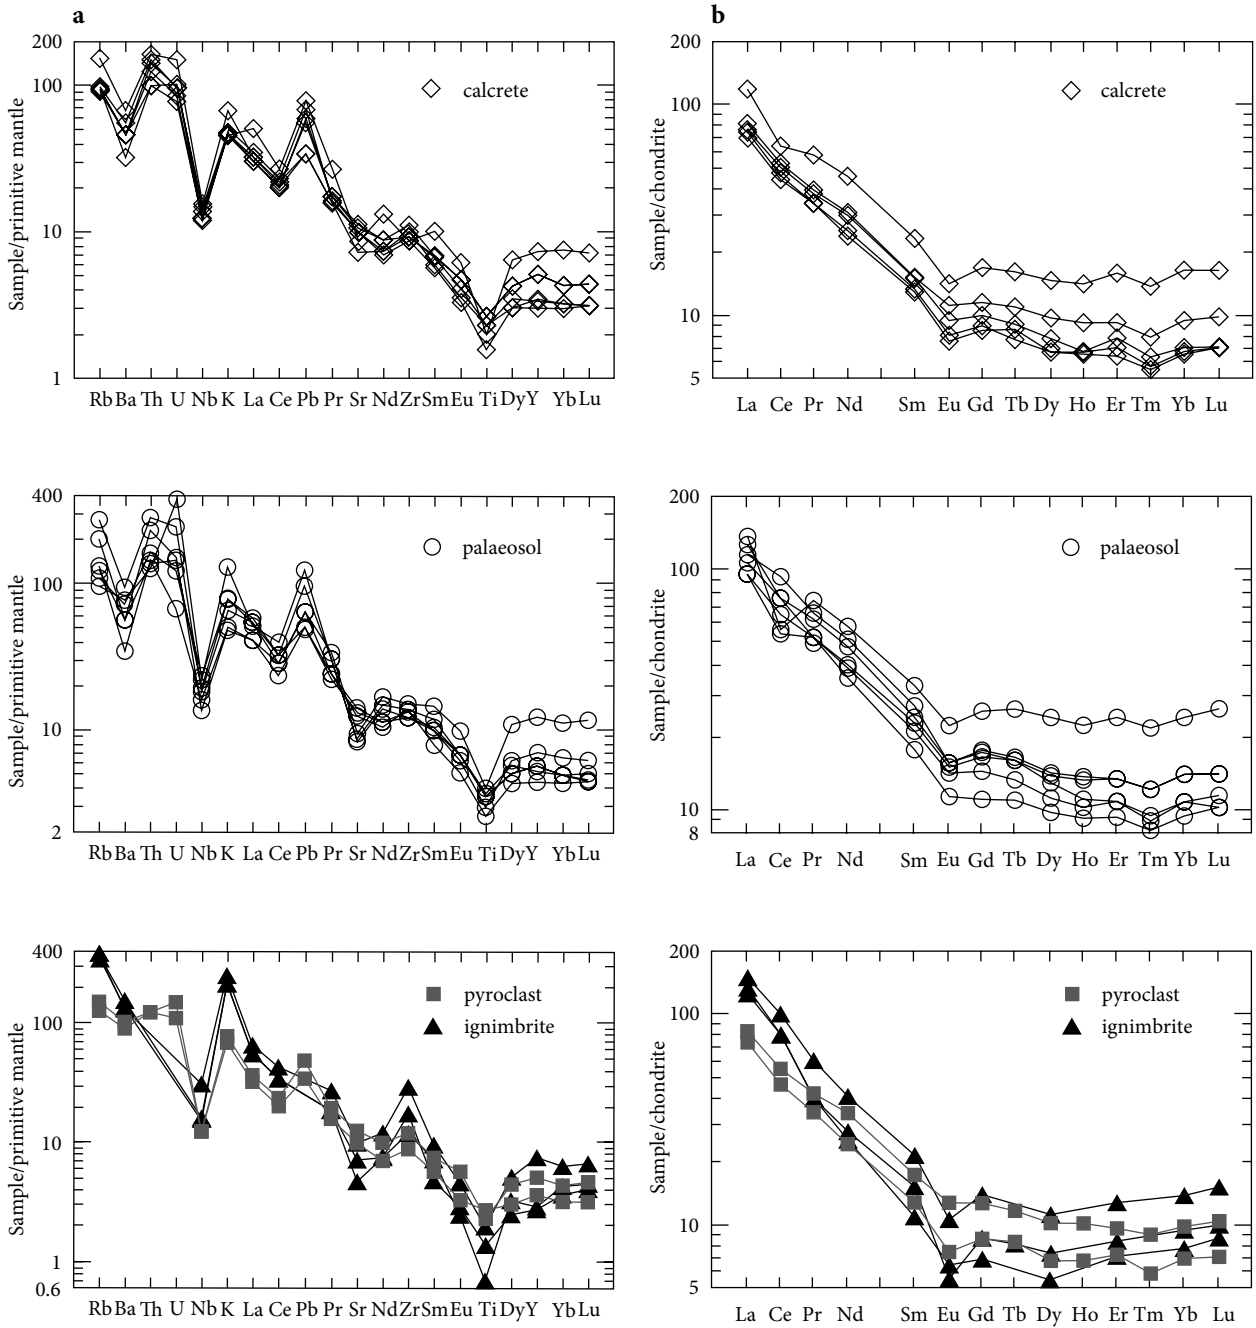 a
b
200
100
10
1
Sample/primitive mantle
calcrete
Rb Ba Th U Nb K La Ce Pb Pr Sr Nd Zr Sm Eu Ti Dy Y Yb Lu
200
100
10
5
Sample/chondrite
calcrete
La Ce Pr Nd Sm Eu Gd Tb Dy Ho Er Tm Yb Lu
400
100
10
2
Sample/primitive mantle
palaeosol
Rb Ba Th U Nb K La Ce Pb Pr Sr Nd Zr Sm Eu Ti Dy Y Yb Lu
200
100
10
8
Sample/chondrite
palaeosol
La Ce Pr Nd Sm Eu Gd Tb Dy Ho Er Tm Yb Lu
400
100
10
1
0.6
Sample/primitive mantle
pyroclast
ignimbrite
Rb Ba Th U Nb K La Ce Pb Pr Sr Nd Zr Sm Eu Ti Dy Y Yb Lu
200
100
10
5
Sample/chondrite
pyroclast
ignimbrite
La Ce Pr Nd Sm Eu Gd Tb Dy Ho Er Tm Yb Lu